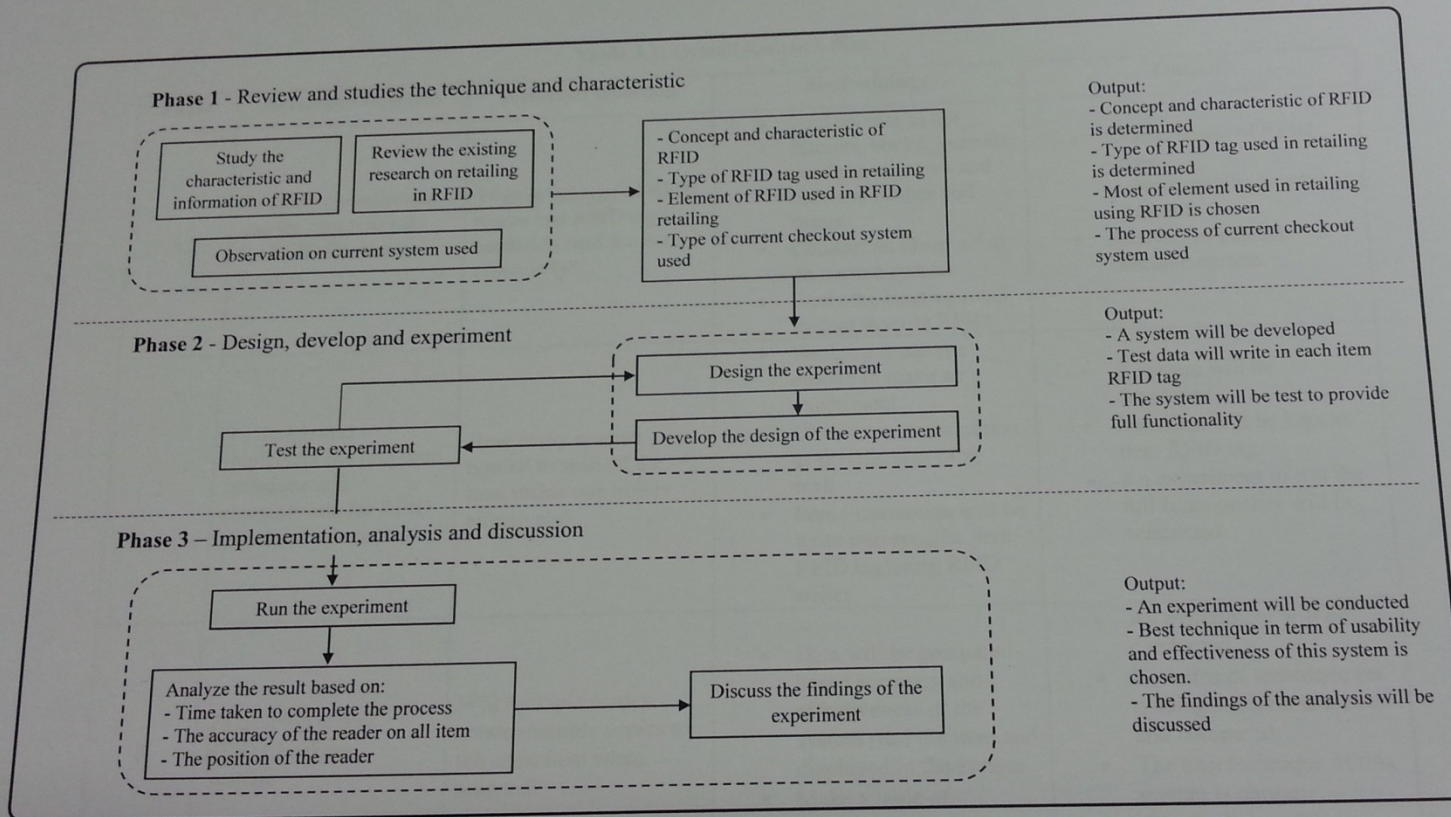 Phase 1 - Review and studies the technique and characteristic
Study the
characteristic and
information of RFID
Review the existing
research on retailing
in RFID
Observation on current system used
- Concept and characteristic of
RFID
- Type of RFID tag used in retailing
- Element of RFID used in RFID
retailing
- Type of current checkout system
used
Output:
- Concept and characteristic of RFID
is determined
- Type of RFID tag used in retailing
is determined
- Most of element used in retailing
using RFID is chosen
- The process of current checkout
system used
Phase 2 - Design, develop and experiment
Design the experiment
Develop the design of the experiment
Test the experiment
Output:
- A system will be developed
- Test data will write in each item
RFID tag
- The system will be test to provide
full functionality
Phase 3 – Implementation, analysis and discussion
Run the experiment
Analyze the result based on:
- Time taken to complete the process
- The accuracy of the reader on all item
- The position of the reader
Discuss the findings of the
experiment
Output:
- An experiment will be conducted
- Best technique in term of usability
and effectiveness of this system is
chosen.
- The findings of the analysis will be
discussed